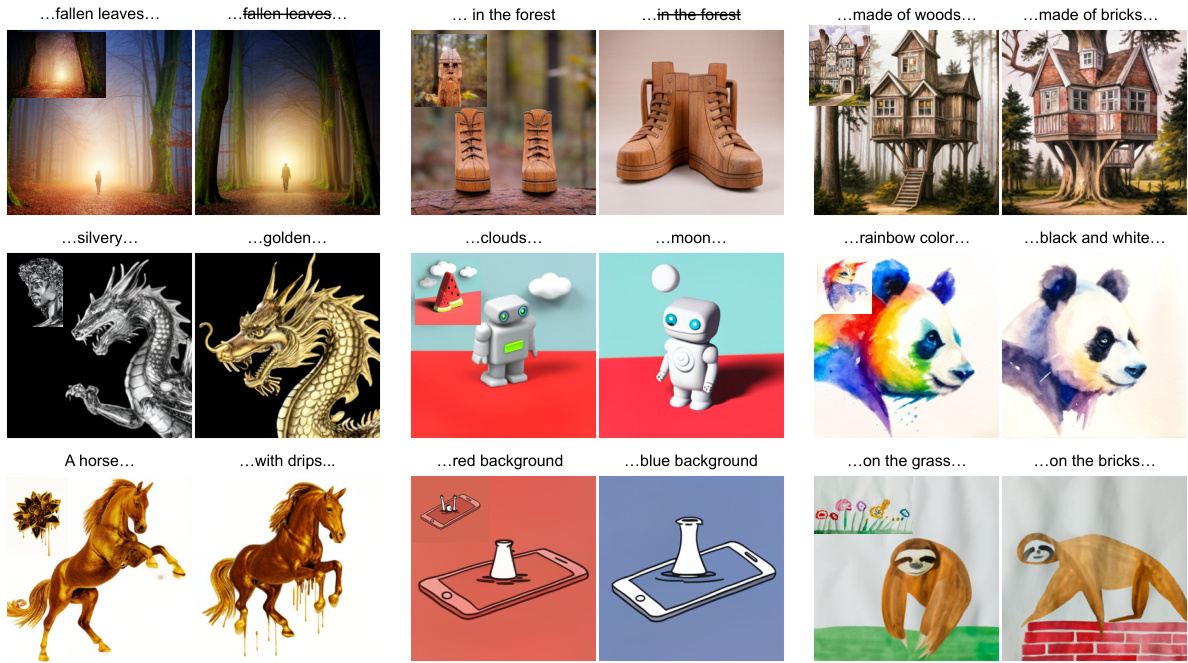 …fallen leaves…
…fallen leaves…
… in the forest
…in the forest
…made of woods…
…made of bricks…
…silvery…
…golden…
…clouds…
…moon…
…rainbow color…
…black and white…
A horse…
…with drips...
…red background
…blue background
…on the grass…
…on the bricks…